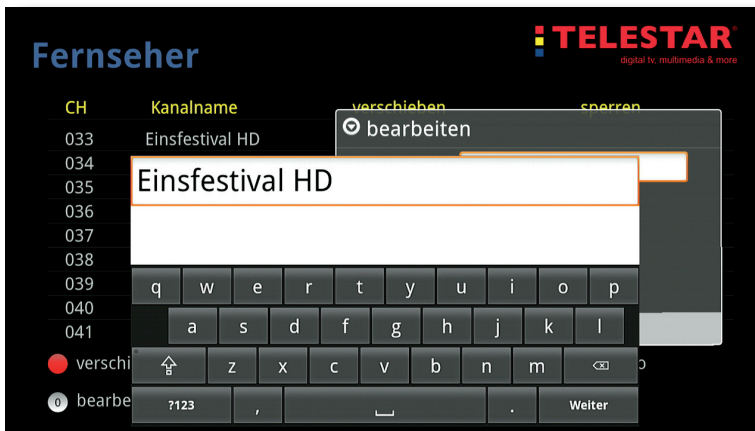 Fernseher
TELESTAR
digital tv, multimedia & more
CH Kanalname verschieben sperren
033 Einsfestival HD
bearbeiten
034
035
Einsfestival HD
036
037
038
039
040
041
q w e r t y u i o p
a s d f g h j k l
z x c v b n m
verschi
0 bearbe
?123 , . Weiter